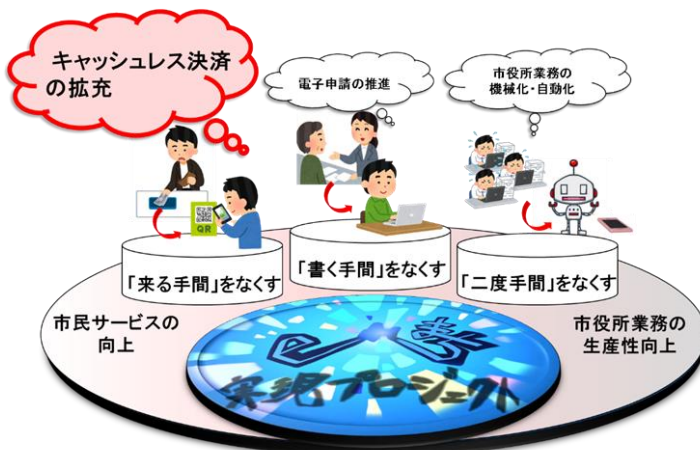 キャッシュレス決済
の拡充
電子申請の推進
市役所業務の
機械化・自動化
QR
「来る手間」をなくす
「書く手間」をなくす
「二度手間」をなくす
市民サービスの
向上
市役所業務の
生産性向上
実現プロジェクト